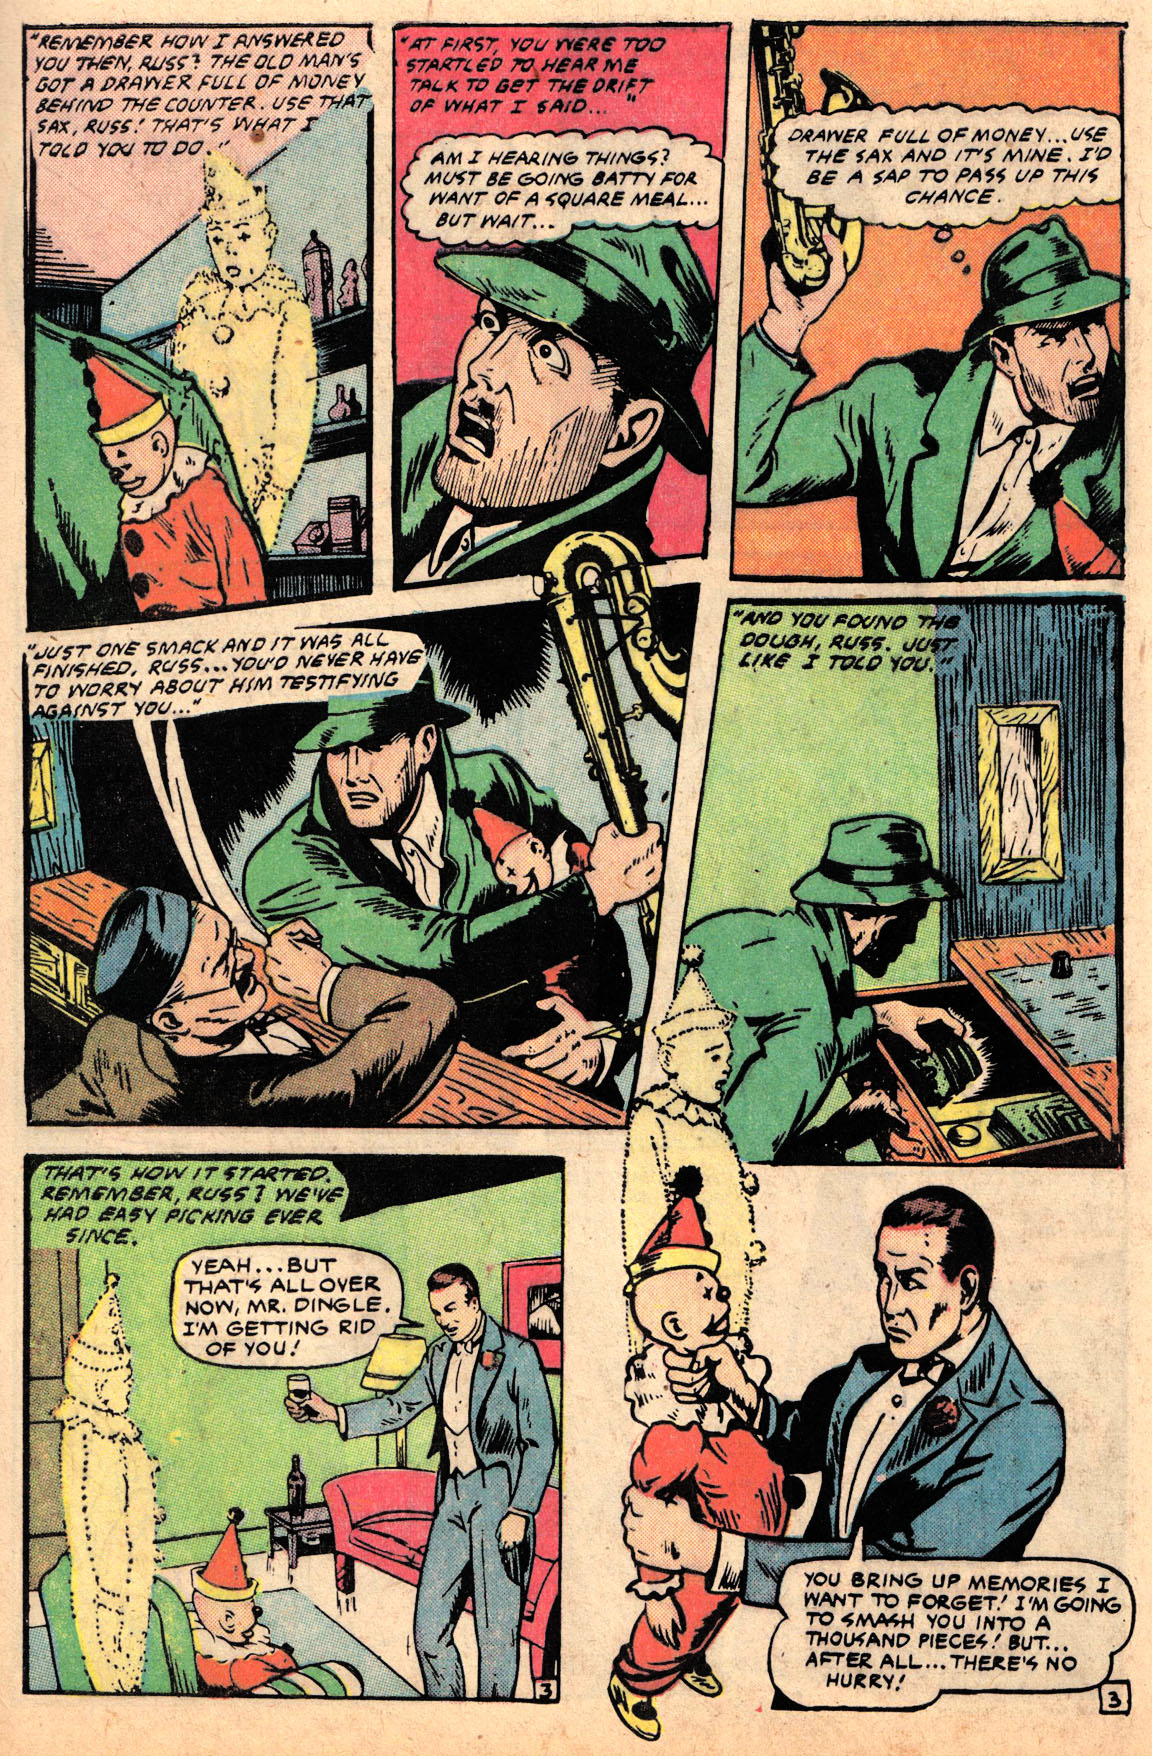 "REMEMBER HOW I ANSWERED
YOU THEN, RUSS? THE OLD MAN'S
GOT A DRAWER FULL OF MONEY
BEHIND THE COUNTER. USE THAT
SAX, RUSS! THAT'S WHAT I
TOLD YOU TO DO."
"AT FIRST, YOU WERE TOO
STARTLED TO HEAR ME
TALK TO GET THE DRIFT
OF WHAT I SAID..."
AM I HEARING THINGS?
MUST BE GOING BATTY FOR
WANT OF A SQUARE MEAL...
BUT WAIT...
DRAWER FULL OF MONEY...USE
THE SAX AND IT'S MINE. I'D
BE A SAP TO PASS UP THIS
CHANCE.
"JUST ONE SMACK AND IT WAS ALL
FINISHED, RUSS...YOU'D NEVER HAVE
TO WORRY ABOUT HIM TESTIFYING
AGAINST YOU..."
"AND YOU FOUND THE
DOUGH, RUSS. JUST
LIKE I TOLD YOU."
THAT'S HOW IT STARTED.
REMEMBER, RUSS? WE'VE
HAD EASY PICKING EVER
SINCE.
YEAH...BUT
THAT'S ALL OVER
NOW, MR. DINGLE.
I'M GETTING RID
OF YOU!
3
YOU BRING UP MEMORIES I
WANT TO FORGET! I'M GOING
TO SMASH YOU INTO A
THOUSAND PIECES! BUT...
AFTER ALL...THERE'S NO
HURRY!
3